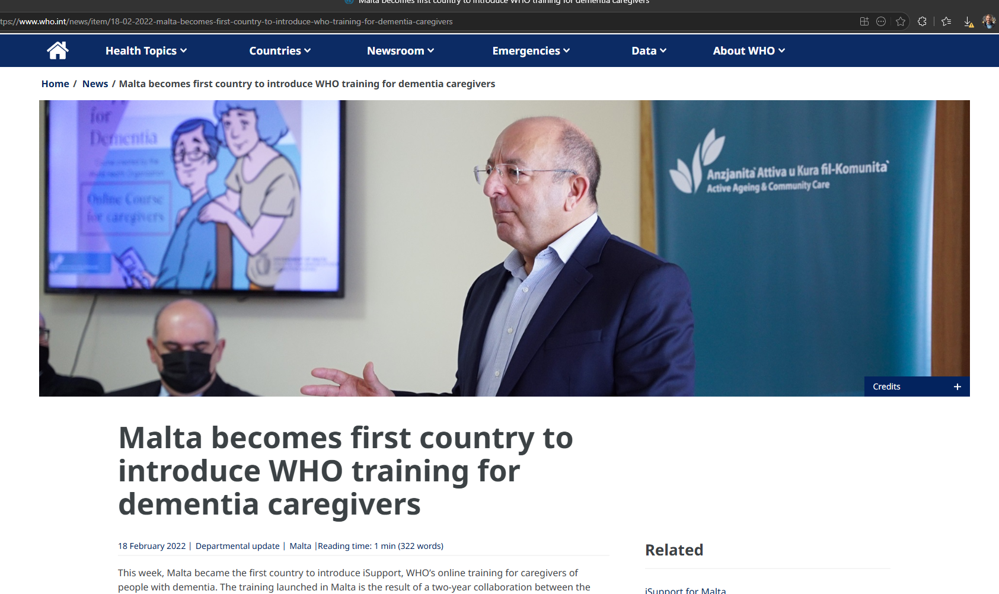 Malta becomes first country to introduce WHO training for dementia caregivers
tps://www.who.int/news/item/18-02-2022-malta-becomes-first-country-to-introduce-who-training-for-dementia-caregivers
Health Topics
Countries
Newsroom
Emergencies
Data
About WHO
Home / News / Malta becomes first country to introduce WHO training for dementia caregivers
for
Dementia
Online Course
for caregivers
Anzjanità Attiva u Kura fil-Komunità
Active Ageing & Community Care
Credits +
Malta becomes first country to
introduce WHO training for
dementia caregivers
18 February 2022 | Departmental update | Malta | Reading time: 1 min (322 words)
This week, Malta became the first country to introduce iSupport, WHO’s online training for caregivers of
people with dementia. The training launched in Malta is the result of a two-year collaboration between the
Related
iSupport for Malta